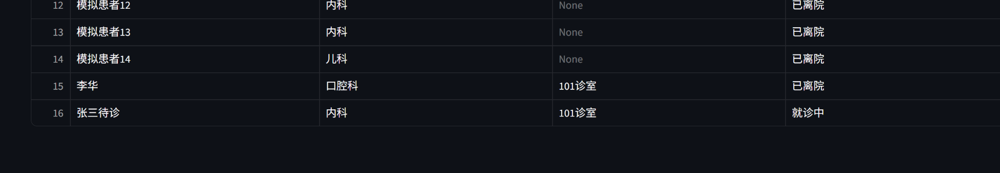 12 模拟患者12 内科 None 已离院
13 模拟患者13 内科 None 已离院
14 模拟患者14 儿科 None 已离院
15 李华 口腔科 101诊室 已离院
16 张三待诊 内科 101诊室 就诊中